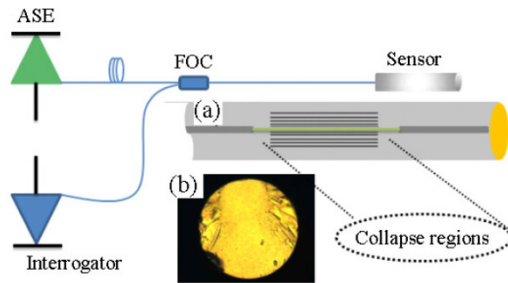 ASE
FOC
Sensor
(a)
(b)
Collapse regions
Interrogator